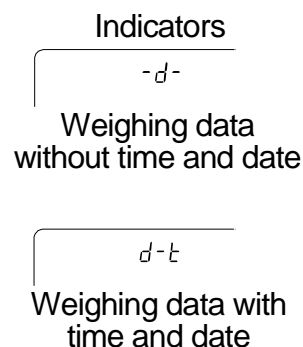 Indicators
-d-
Weighing data
without time and date
d-t
Weighing data with
time and date